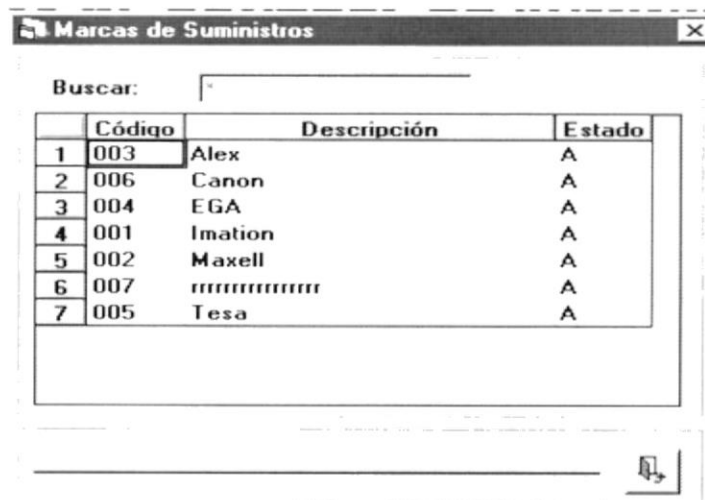 Marcas de Suministros
Buscar:
Código Descripción Estado
1 003 Alex A
2 006 Canon A
3 004 EGA A
4 001 Imation A
5 002 Maxell A
6 007 rrrrrrrrrrrrrrrr A
7 005 Tesa A